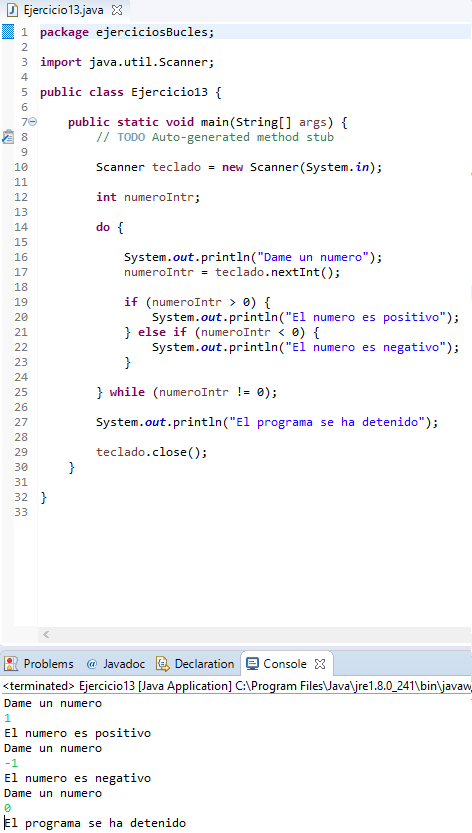 Ejercicio13.java
1 package ejerciciosBucles;
2
3 import java.util.Scanner;
4
5 public class Ejercicio13 {
6
7 public static void main(String[] args) {
8 // TODO Auto-generated method stub
9
10 Scanner teclado = new Scanner(System.in);
11
12 int numeroIntr;
13
14 do {
15
16 System.out.println("Dame un numero");
17 numeroIntr = teclado.nextInt();
18
19 if (numeroIntr > 0) {
20 System.out.println("El numero es positivo");
21 } else if (numeroIntr < 0) {
22 System.out.println("El numero es negativo");
23 }
24
25 } while (numeroIntr != 0);
26
27 System.out.println("El programa se ha detenido");
28
29 teclado.close();
30 }
31
32 }
33
Problems @ Javadoc Declaration Console
<terminated> Ejercicio13 [Java Application] C:\Program Files\Java\jre1.8.0_241\bin\javaw
Dame un numero
1
El numero es positivo
Dame un numero
-1
El numero es negativo
Dame un numero
0
El programa se ha detenido